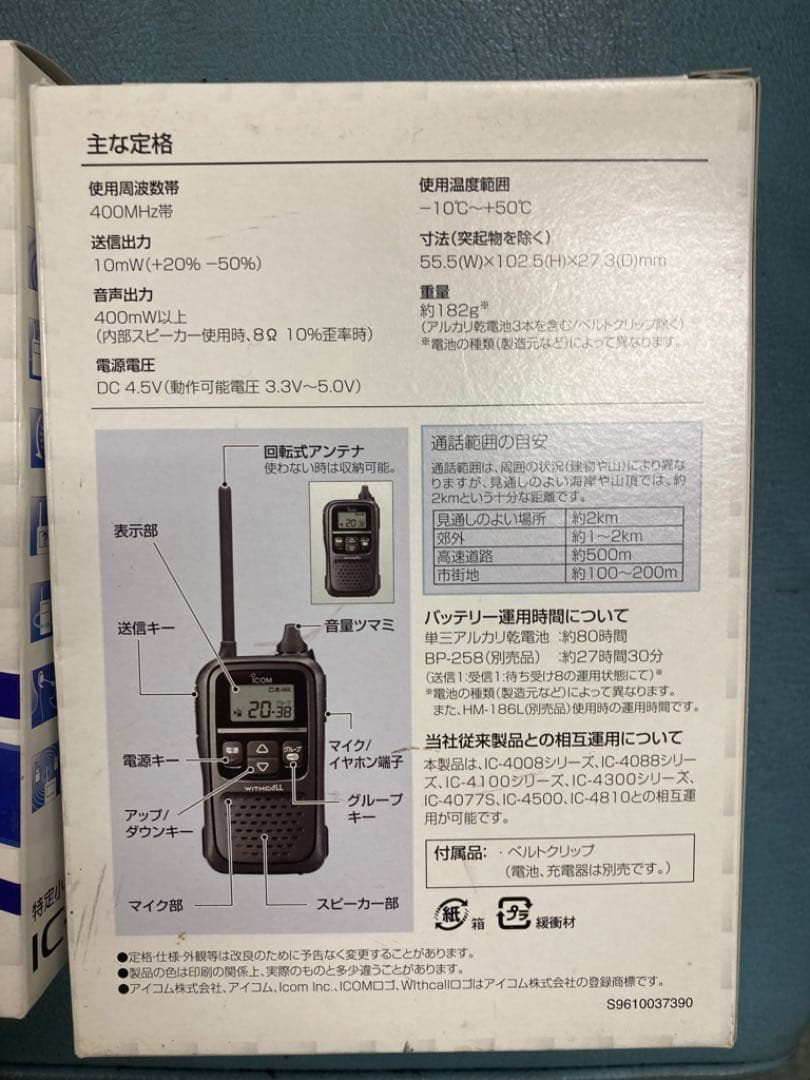 主な定格
使用周波数帯
400MHz帯
送信出力
10mW(+20% −50%)
音声出力
400mW以上
(内部スピーカー使用時、8Ω 10%歪率時)
電源電圧
DC 4.5V(動作可能電圧 3.3V〜5.0V)
使用温度範囲
−10℃〜+50℃
寸法(突起物を除く)
55.5(W)×102.5(H)×27.3(D)mm
重量
約182g※
(アルカリ乾電池3本を含む/ベルトクリップ除く)
※電池の種類(製造元など)によって異なります。
回転式アンテナ
使わない時は収納可能。
表示部
送信キー
音量ツマミ
ICOM
20-38
電源
グループ
WITHCALL
電源キー
マイク/
イヤホン端子
アップ/
ダウンキー
グループ
キー
マイク部
スピーカー部
通話範囲の目安
通話範囲は、周囲の状況(建物や山)により異な
りますが、見通しのよい海岸や山頂では、約
2kmという十分な距離です。
見通しのよい場所 約2km
郊外 約1〜2km
高速道路 約500m
市街地 約100〜200m
バッテリー運用時間について
単三アルカリ乾電池 :約80時間
BP-258(別売品) :約27時間30分
(送信1:受信1:待ち受け8の運用状態にて)※
※電池の種類(製造元など)によって異なります。
また、HM-186L(別売品)使用時の運用時間です。
当社従来製品との相互運用について
本製品は、IC-4008シリーズ、IC-4088シリー
ズ、IC-4100シリーズ、IC-4300シリーズ、
IC-4077S、IC-4500、IC-4810との相互運
用が可能です。
付属品: ・ベルトクリップ
(電池、充電器は別売です。)
紙 箱 プラ 緩衝材
●定格・仕様・外観等は改良のために予告なく変更することがあります。
●製品の色は印刷の関係上、実際のものと多少違うことがあります。
●アイコム株式会社、アイコム、Icom Inc.、ICOMロゴ、Withcallロゴはアイコム株式会社の登録商標です。
S9610037390
特定小
IC